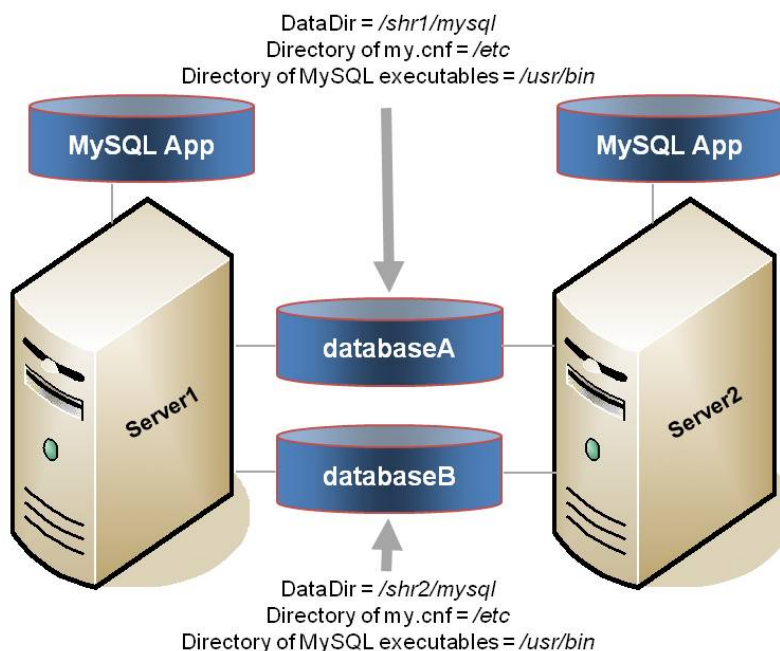 DataDir = /shr1/mysql
Directory of my.cnf = /etc
Directory of MySQL executables = /usr/bin
MySQL App
MySQL App
Server1
databaseA
Server2
databaseB
DataDir = /shr2/mysql
Directory of my.cnf = /etc
Directory of MySQL executables = /usr/bin